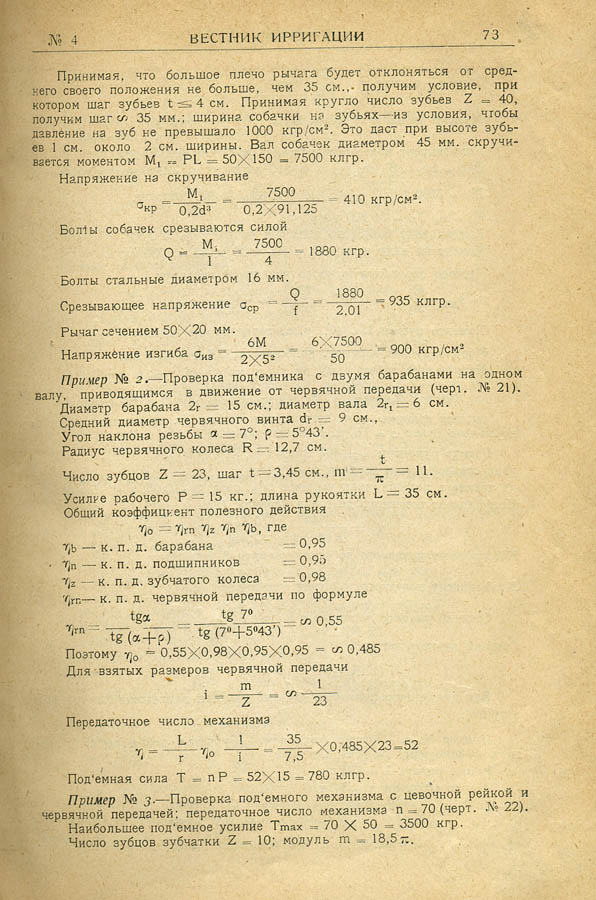 № 4 ВЕСТНИК ИРРИГАЦИИ 73
Принимая, что большое плечо рычага будет отклоняться от сред-
него своего положения не больше, чем 35 см.,- получим условие, при
котором шаг зубьев t ≤ 4 см. Принимая кругло число зубьев Z = 40,
получим шаг ∽ 35 мм.; ширина собачки на зубьях—из условия, чтобы
давление на зуб не превышало 1000 кгр/см². Это даст при высоте зубь-
ев 1 см. около 2 см. ширины. Вал собачек диаметром 45 мм. скручи-
вается моментом M₁ = PL = 50×150 = 7500 клгр.
Напряжение на скручивание
σкр = M₁ / 0,2d³ = 7500 / 0,2×91,125 = 410 кгр/см².
Болты собачек срезываются силой
Q = M₁ / 1 = 7500 / 4 = 1880 кгр.
Болты стальные диаметром 16 мм.
Срезывающее напряжение σср = Q / f = 1880 / 2,01 = 935 клгр.
Рычаг сечением 50×20 мм.
Напряжение изгиба σиз = 6M / 2×5² = 6×7500 / 50 = 900 кгр/см²
Пример № 2.—Проверка под'емника с двумя барабанами на одном
валу, приводящимся в движение от червячной передачи (черт. № 21).
Диаметр барабана 2r = 15 см.; диаметр вала 2r₁ = 6 см.
Средний диаметр червячного винта dr = 9 см.,
Угол наклона резьбы α = 7°; ρ = 5°43'.
Радиус червячного колеса R = 12,7 см.
Число зубцов Z = 23, шаг t = 3,45 см., m = t / π = 11.
Усилие рабочего P = 15 кг.; длина рукоятки L = 35 см.
Общий коэффициент полезного действия
ηo = ηrn ηz ηn ηb, где
ηb — к. п. д. барабана = 0,95
ηn — к. п. д. подшипников = 0,95
ηz — к. п. д. зубчатого колеса = 0,98
ηrn— к. п. д. червячной передачи по формуле
ηrn = tgα / tg (α+ρ) = tg 7° / tg (7°+5°43') = ∽ 0,55
Поэтому ηo = 0,55×0,98×0,95×0,95 = ∽ 0,485
Для взятых размеров червячной передачи
i = m / Z = ∽ 1 / 23
Передаточное число механизма
η = L / r ηo 1 / i = 35 / 7,5 ×0,485×23=52
Под'емная сила T = nP = 52×15 = 780 клгр.
Пример № 3.—Проверка под'емного механизма с цевочной рейкой и
червячной передачей; передаточное число механизма n = 70 (черт. № 22).
Наибольшее под'емное усилие Tmax = 70 × 50 = 3500 кгр.
Число зубцов зубчатки Z = 10; модуль m = 18,5π.